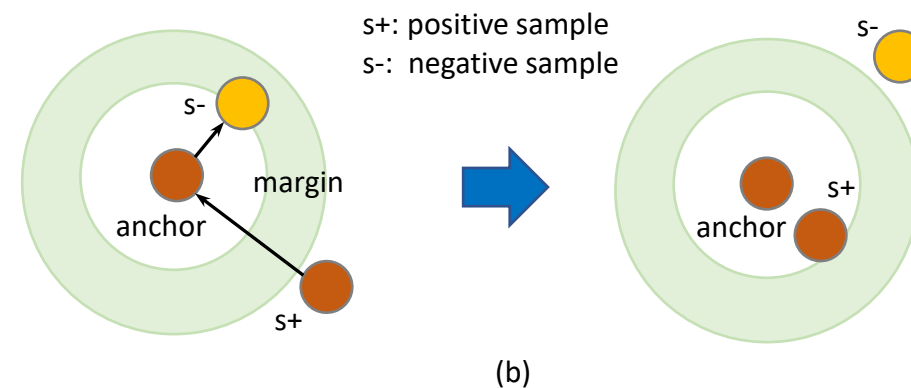 s+: positive sample
s-: negative sample
s-
margin
anchor
s+
s-
s+
anchor
(b)